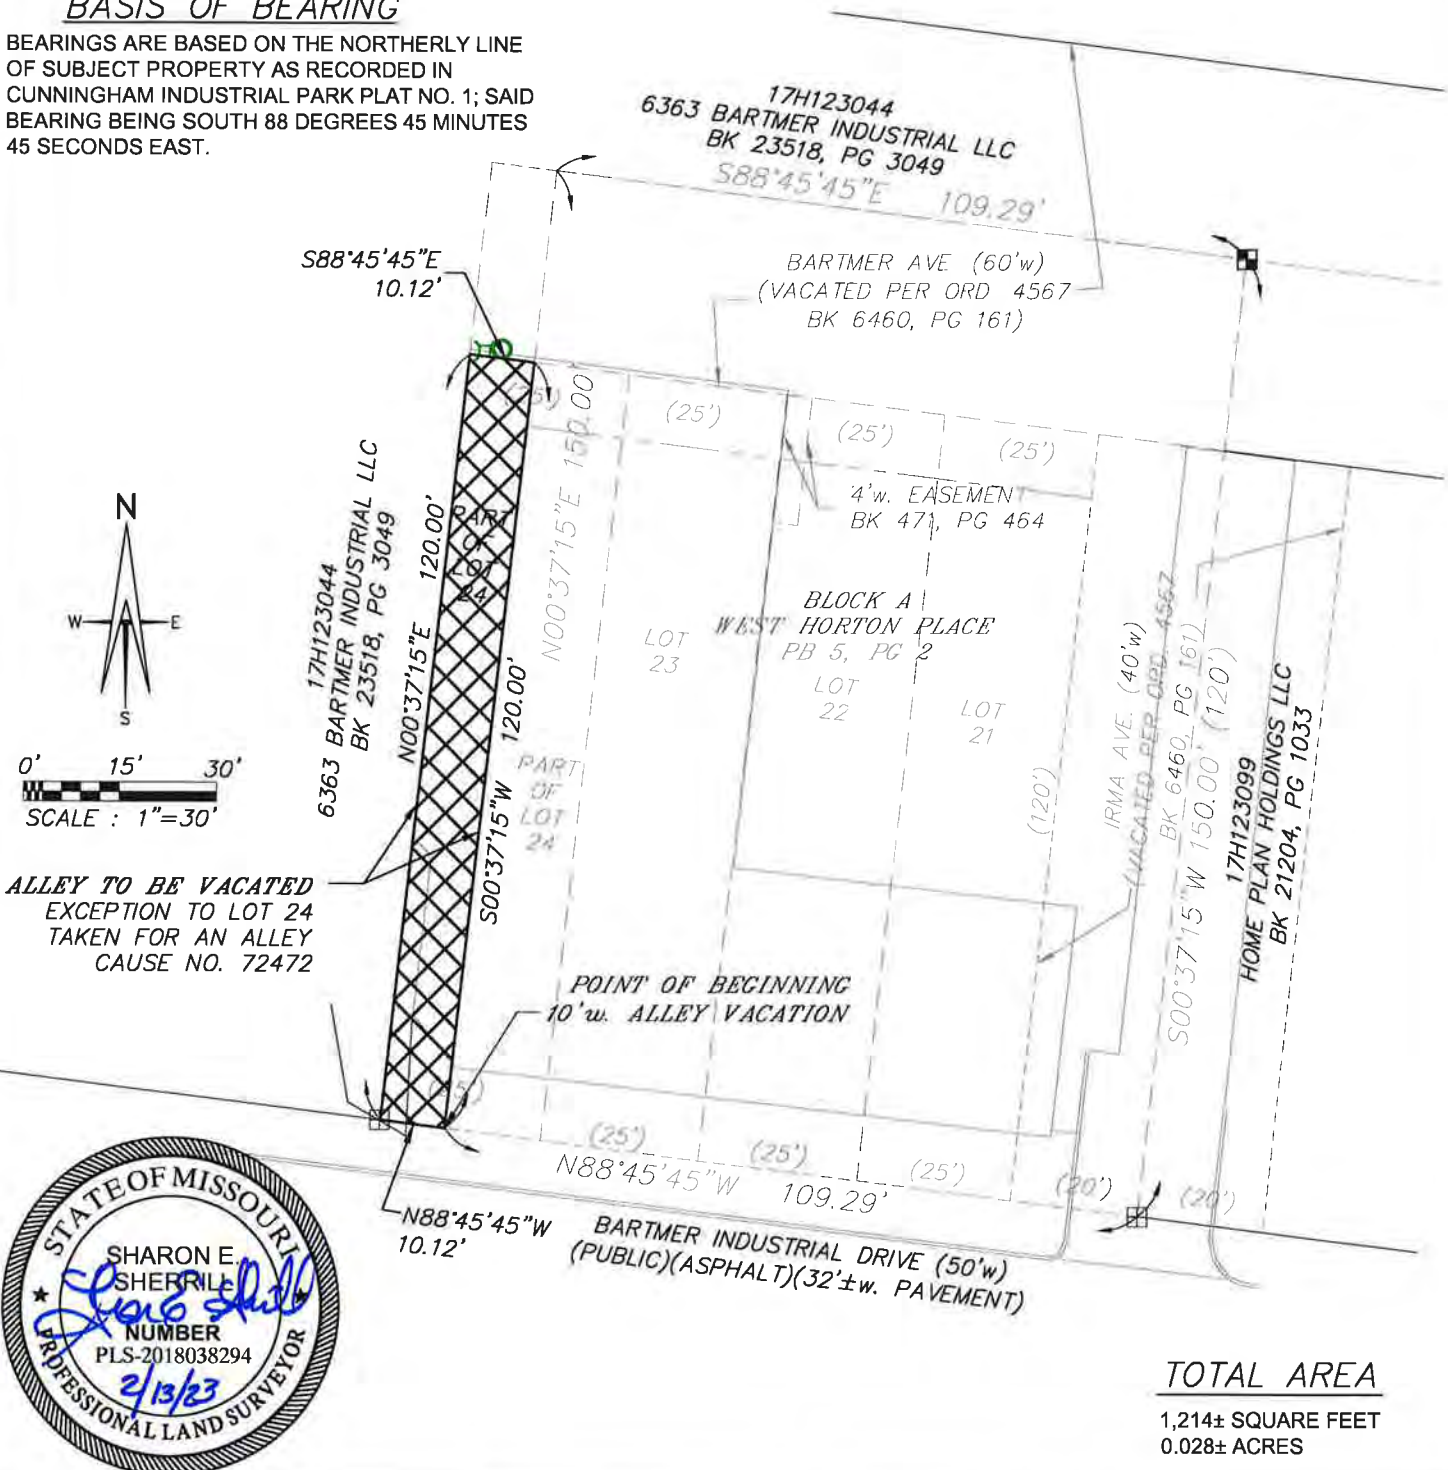 BASIS OF BEARING
BEARINGS ARE BASED ON THE NORTHERLY LINE
OF SUBJECT PROPERTY AS RECORDED IN
CUNNINGHAM INDUSTRIAL PARK PLAT NO. 1; SAID
BEARING BEING SOUTH 88 DEGREES 45 MINUTES
45 SECONDS EAST.
17H123044
6363 BARTMER INDUSTRIAL LLC
BK 23518, PG 3049
S88°45'45"E 109.29'
S88°45'45"E
10.12'
BARTMER AVE (60'w)
(VACATED PER ORD 4567
BK 6460, PG 161)
(25')
(25')
(25')
(25')
4'w. EASEMENT
BK 471, PG 464
N00°37'15"E 150.00'
17H123044
6363 BARTMER INDUSTRIAL LLC
BK 23518, PG 3049
N00°37'15"E 120.00'
PART
OF
LOT
24
S00°37'15"W 120.00'
N
W
E
S
0' 15' 30'
SCALE : 1"=30'
BLOCK A
WEST HORTON PLACE
PB 5, PG 2
LOT
23
LOT
22
LOT
21
PART
OF
LOT
24
(120')
IRMA AVE. (40'w)
(VACATED PER ORD. 4567
BK 6460, PG 161)
S00°37'15"W 150.00' (120')
17H123099
HOME PLAN HOLDINGS LLC
BK 21204, PG 1033
ALLEY TO BE VACATED
EXCEPTION TO LOT 24
TAKEN FOR AN ALLEY
CAUSE NO. 72472
POINT OF BEGINNING
10'w. ALLEY VACATION
(25')
(25')
(25')
(20')
(20')
N88°45'45"W 109.29'
N88°45'45"W
10.12'
BARTMER INDUSTRIAL DRIVE (50'w)
(PUBLIC)(ASPHALT)(32'±w. PAVEMENT)
STATE OF MISSOURI
SHARON E.
SHERRILL
NUMBER
PLS-2018038294
2/13/23
PROFESSIONAL LAND SURVEYOR
TOTAL AREA
1,214± SQUARE FEET
0.028± ACRES